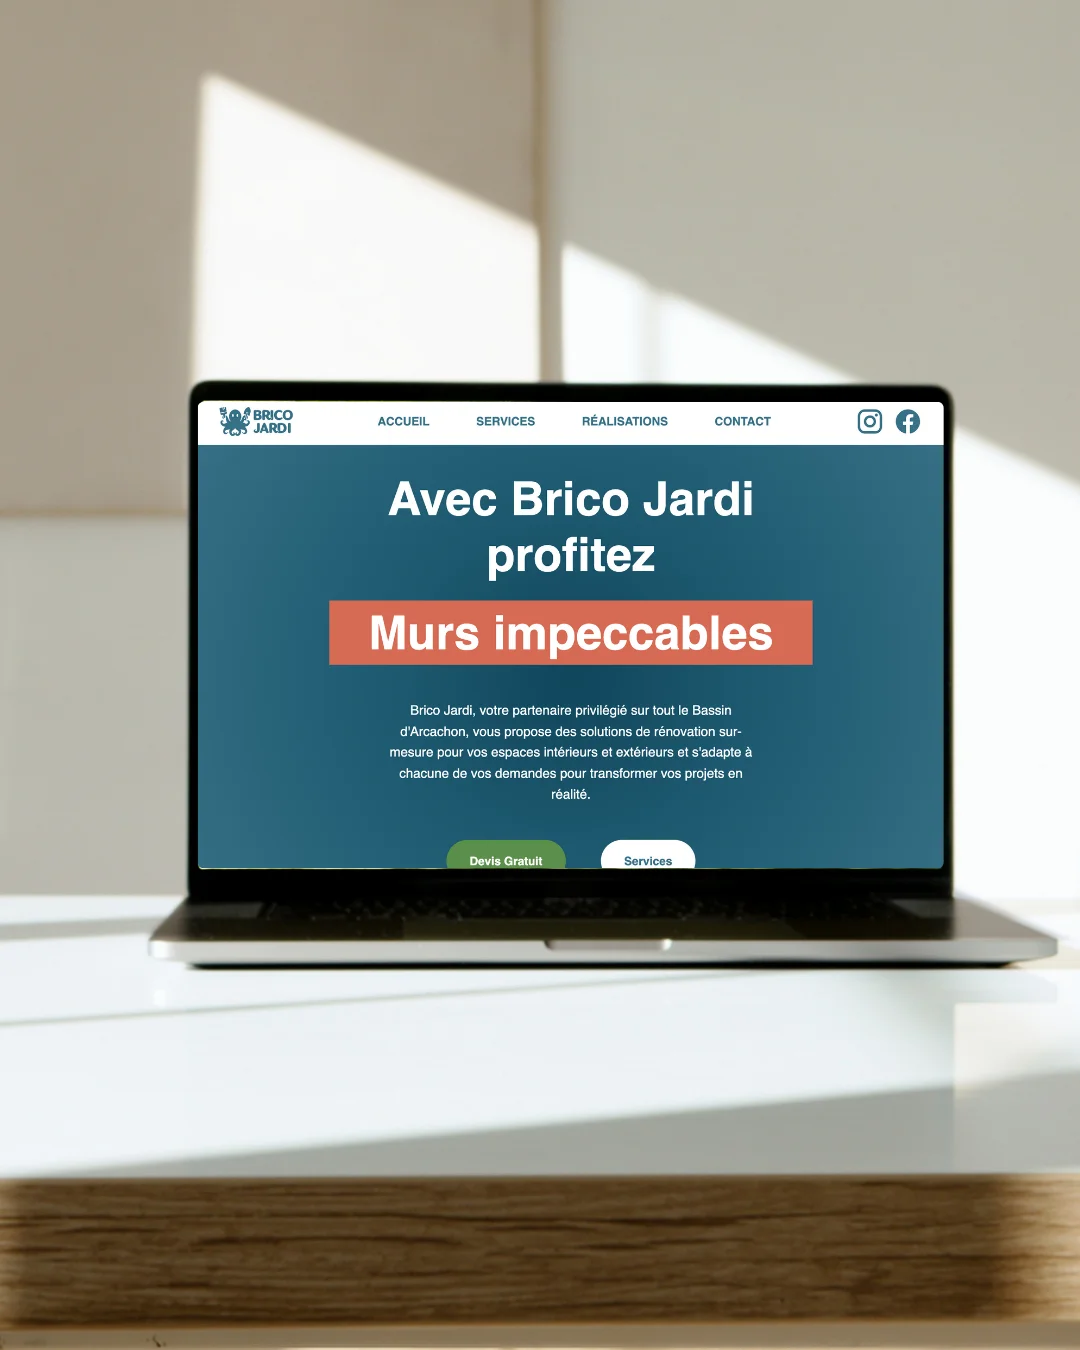 BRICO
JARDI
ACCUEIL
SERVICES
RÉALISATIONS
CONTACT
Avec Brico Jardi
profitez
Murs impeccables
Brico Jardi, votre partenaire privilégié sur tout le Bassin
d'Arcachon, vous propose des solutions de rénovation sur-
mesure pour vos espaces intérieurs et extérieurs et s'adapte à
chacune de vos demandes pour transformer vos projets en
réalité.
Devis Gratuit
Services